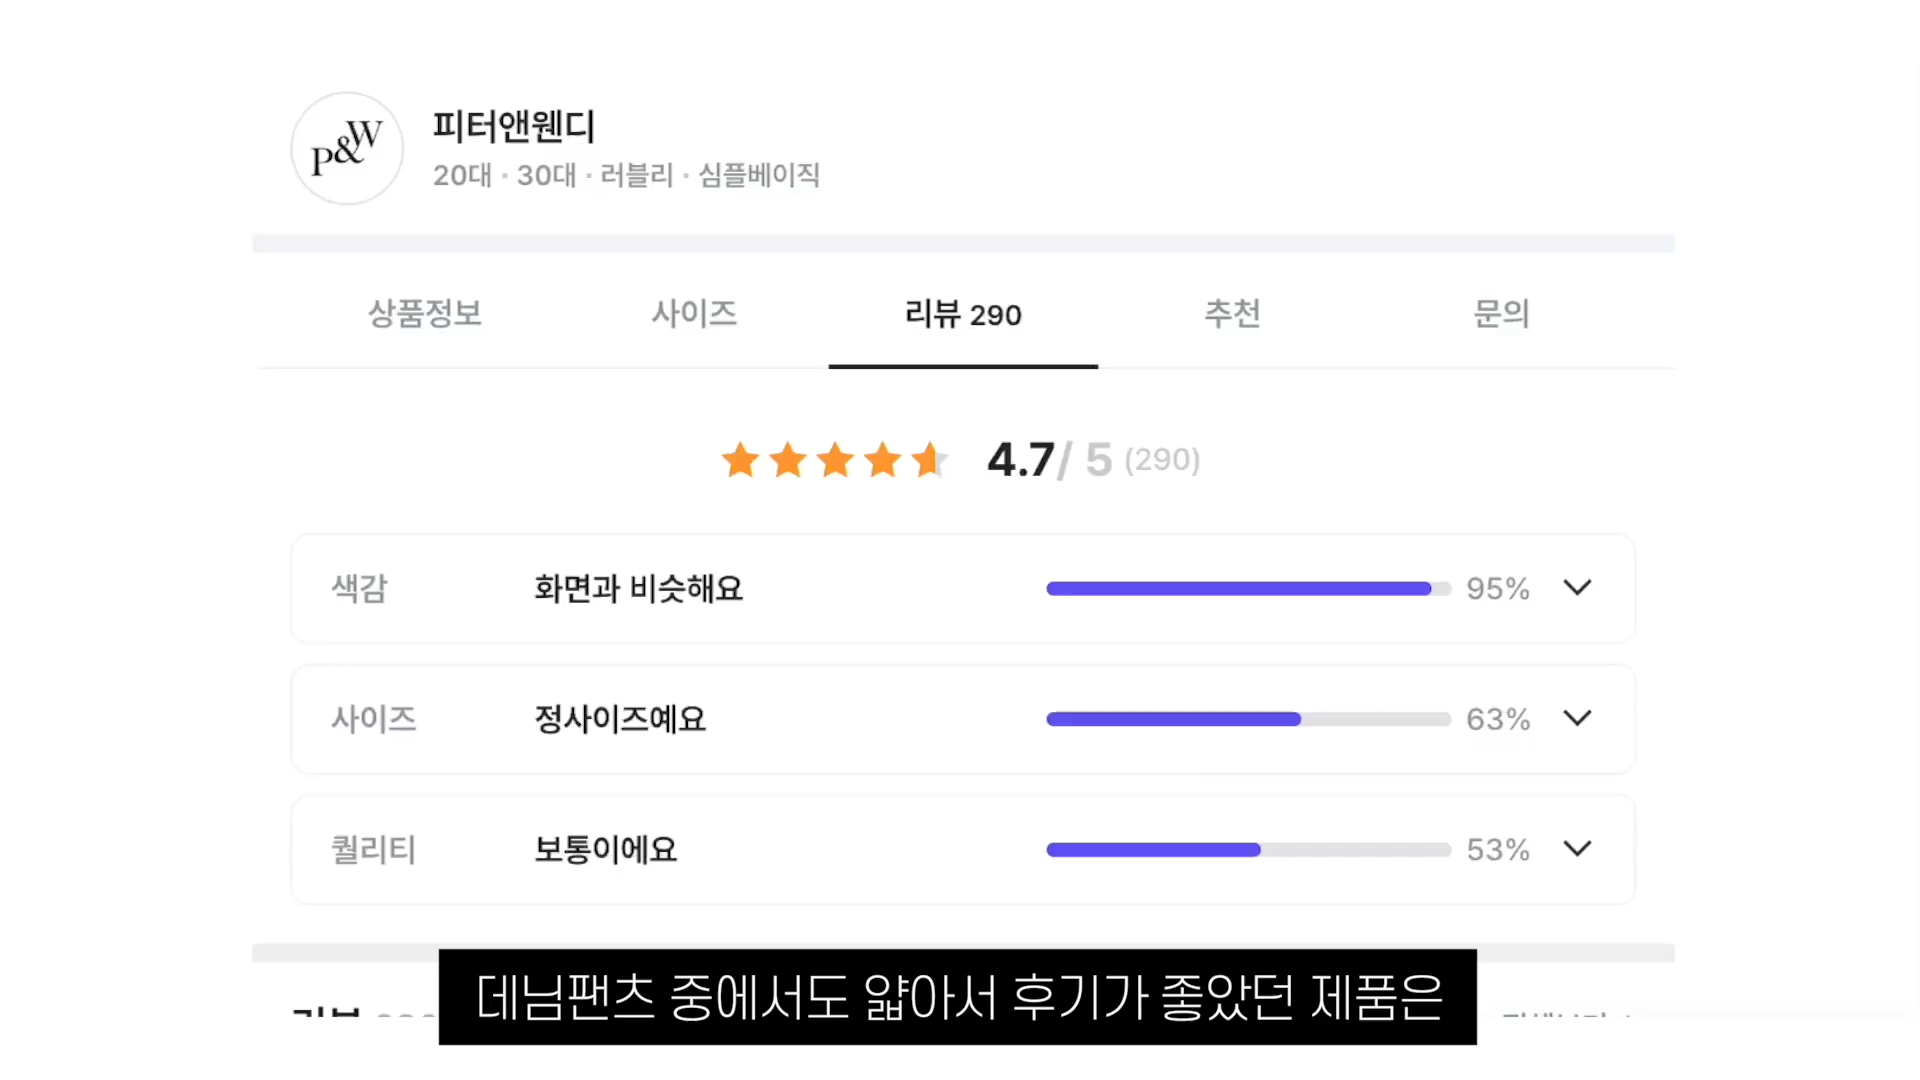 P&W
피터앤웬디
20대 · 30대 · 러블리 · 심플베이직
상품정보 사이즈 리뷰 290 추천 문의
4.7 / 5 (290)
색감 화면과 비슷해요 95%
사이즈 정사이즈예요 63%
퀄리티 보통이에요 53%
데님팬츠 중에서도 얇아서 후기가 좋았던 제품은